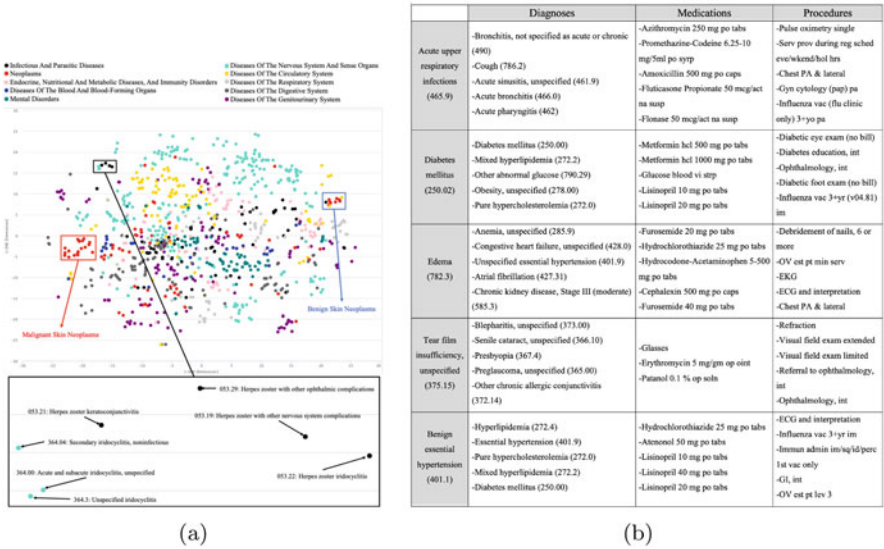 Infectious And Parasitic Diseases
Neoplasms
Endocrine, Nutritional And Metabolic Diseases, And Immunity Disorders
Diseases Of The Blood And Blood-Forming Organs
Mental Disorders
Diseases Of The Nervous System And Sense Organs
Diseases Of The Circulatory System
Diseases Of The Respiratory System
Diseases Of The Digestive System
Diseases Of The Genitourinary System
Malignant Skin Neoplasms
Benign Skin Neoplasms
053.29: Herpes zoster with other ophthalmic complications
053.21: Herpes zoster keratoconjunctivitis
053.19: Herpes zoster with other nervous system complications
364.04: Secondary iridocyclitis, noninfectious
053.22: Herpes zoster iridocyclitis
364.00: Acute and subacute iridocyclitis, unspecified
364.3: Unspecified iridocyclitis
(a)
Diagnoses
Medications
Procedures
Acute upper
respiratory
infections
(465.9)
-Bronchitis, not specified as acute or chronic
(490)
-Cough (786.2)
-Acute sinusitis, unspecified (461.9)
-Acute bronchitis (466.0)
-Acute pharyngitis (462)
-Azithromycin 250 mg po tabs
-Promethazine-Codeine 6.25-10
mg/5ml po syrp
-Amoxicillin 500 mg po caps
-Fluticasone Propionate 50 mcg/act
na susp
-Flonase 50 mcg/act na susp
-Pulse oximetry single
-Serv prov during reg sched
eve/wkend/hol hrs
-Chest PA & lateral
-Gyn cytology (pap) pa
-Influenza vac (flu clinic
only) 3+yo pa
Diabetes
mellitus
(250.02)
-Diabetes mellitus (250.00)
-Mixed hyperlipidemia (272.2)
-Other abnormal glucose (790.29)
-Obesity, unspecified (278.00)
-Pure hypercholesterolemia (272.0)
-Metformin hcl 500 mg po tabs
-Metformin hcl 1000 mg po tabs
-Glucose blood vi strp
-Lisinopril 10 mg po tabs
-Lisinopril 20 mg po tabs
-Diabetic eye exam (no bill)
-Diabetes education, int
-Ophthalmology, int
-Diabetic foot exam (no bill)
-Influenza vac 3+yr (v04.81)
im
Edema
(782.3)
-Anemia, unspecified (285.9)
-Congestive heart failure, unspecified (428.0)
-Unspecified essential hypertension (401.9)
-Atrial fibrillation (427.31)
-Chronic kidney disease, Stage III (moderate)
(585.3)
-Furosemide 20 mg po tabs
-Hydrochlorothiazide 25 mg po tabs
-Hydrocodone-Acetaminophen 5-500
mg po tabs
-Cephalexin 500 mg po caps
-Furosemide 40 mg po tabs
-Debridement of nails, 6 or
more
-OV est pt min serv
-EKG
-ECG and interpretation
-Chest PA & lateral
Tear film
insufficiency,
unspecified
(375.15)
-Blepharitis, unspecified (373.00)
-Senile cataract, unspecified (366.10)
-Presbyopia (367.4)
-Preglaucoma, unspecified (365.00)
-Other chronic allergic conjunctivitis
(372.14)
-Glasses
-Erythromycin 5 mg/gm op oint
-Patanol 0.1 % op soln
-Refraction
-Visual field exam extended
-Visual field exam limited
-Referral to ophthalmology,
int
-Ophthalmology, int
Benign
essential
hypertension
(401.1)
-Hyperlipidemia (272.4)
-Essential hypertension (401.9)
-Pure hypercholesterolemia (272.0)
-Mixed hyperlipidemia (272.2)
-Diabetes mellitus (250.00)
-Hydrochlorothiazide 25 mg po tabs
-Atenonol 50 mg po tabs
-Lisinopril 10 mg po tabs
-Lisinopril 40 mg po tabs
-Lisinopril 20 mg po tabs
-ECG and interpretation
-Influenza vac 3+yr im
-Immun admin im/sq/id/perc
1st vac only
-GI, int
-OV est pt lev 3
(b)